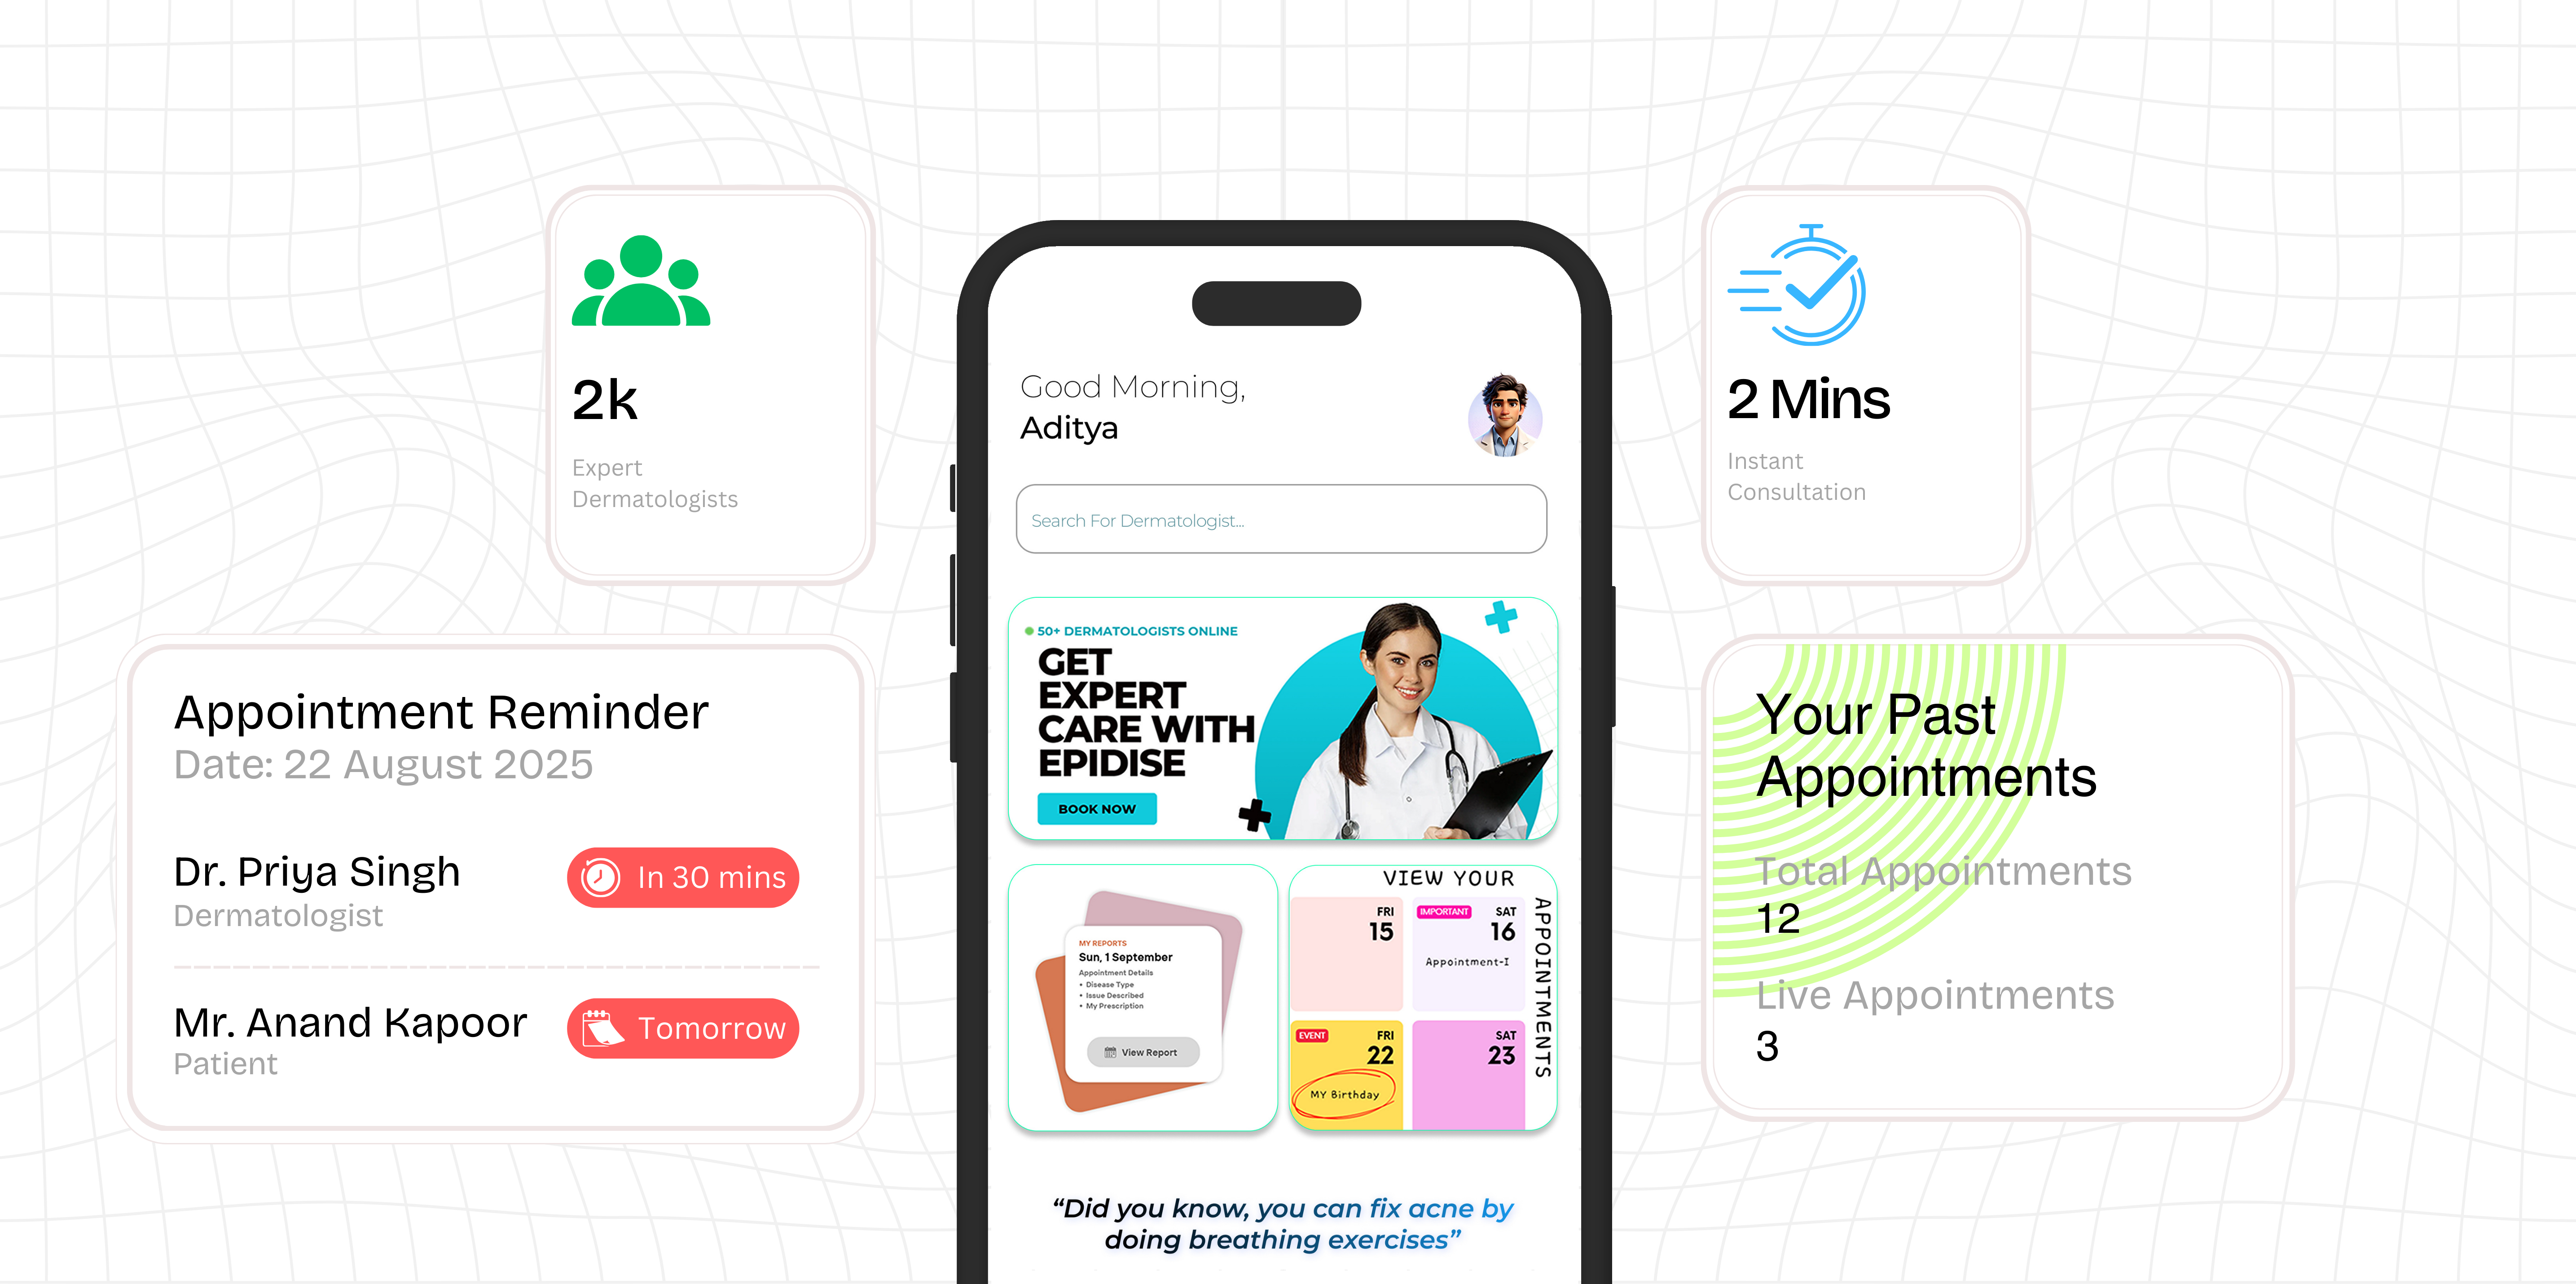 2k
Expert
Dermatologists
Appointment Reminder
Date: 22 August 2025
Dr. Priya Singh
Dermatologist
In 30 mins
Mr. Anand Kapoor
Patient
Tomorrow
Good Morning,
Aditya
Search For Dermatologist...
50+ DERMATOLOGISTS ONLINE
GET
EXPERT
CARE WITH
EPIDISE
BOOK NOW
MY REPORTS
Sun, 1 September
Appointment Details
• Disease Type
• Issue Described
• My Prescription
View Report
VIEW YOUR
APPOINTMENTS
FRI
15
IMPORTANT
SAT
16
Appointment-I
EVENT
FRI
22
MY Birthday
SAT
23
“Did you know, you can fix acne by
doing breathing exercises”
2 Mins
Instant
Consultation
Your Past
Appointments
Total Appointments
12
Live Appointments
3